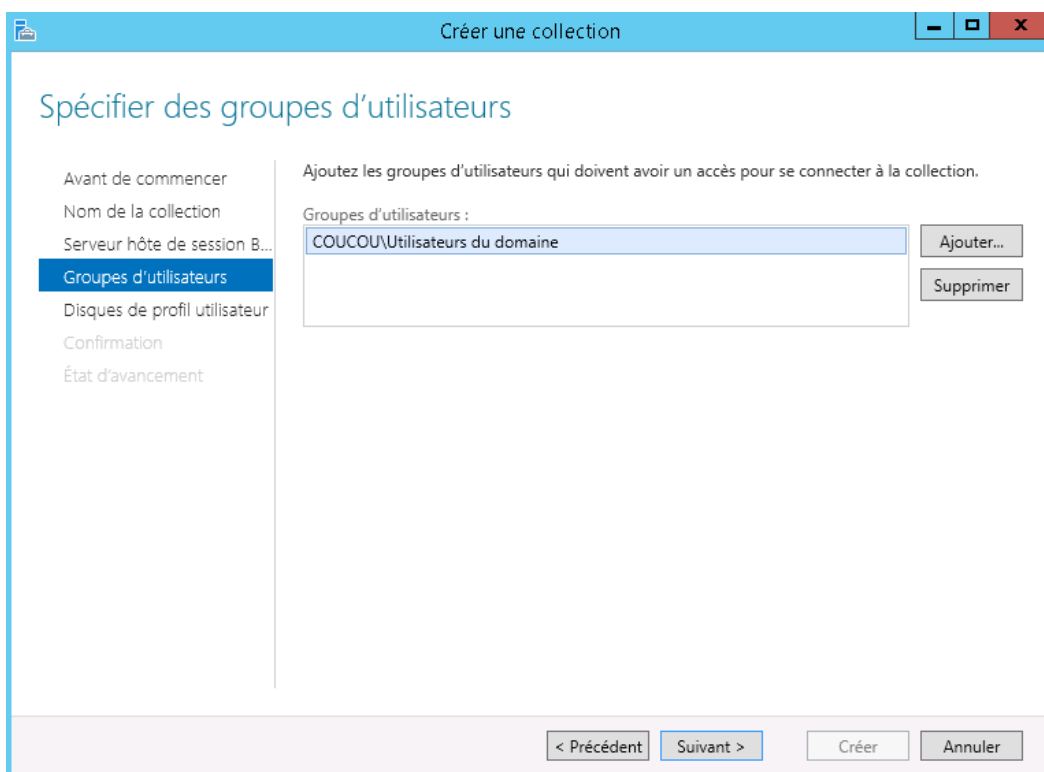 Créer une collection
Spécifier des groupes d'utilisateurs
Avant de commencer
Nom de la collection
Serveur hôte de session B...
Groupes d'utilisateurs
Disques de profil utilisateur
Confirmation
État d'avancement
Ajoutez les groupes d'utilisateurs qui doivent avoir un accès pour se connecter à la collection.
Groupes d'utilisateurs :
COUCOU\Utilisateurs du domaine
Ajouter...
Supprimer
< Précédent
Suivant >
Créer
Annuler